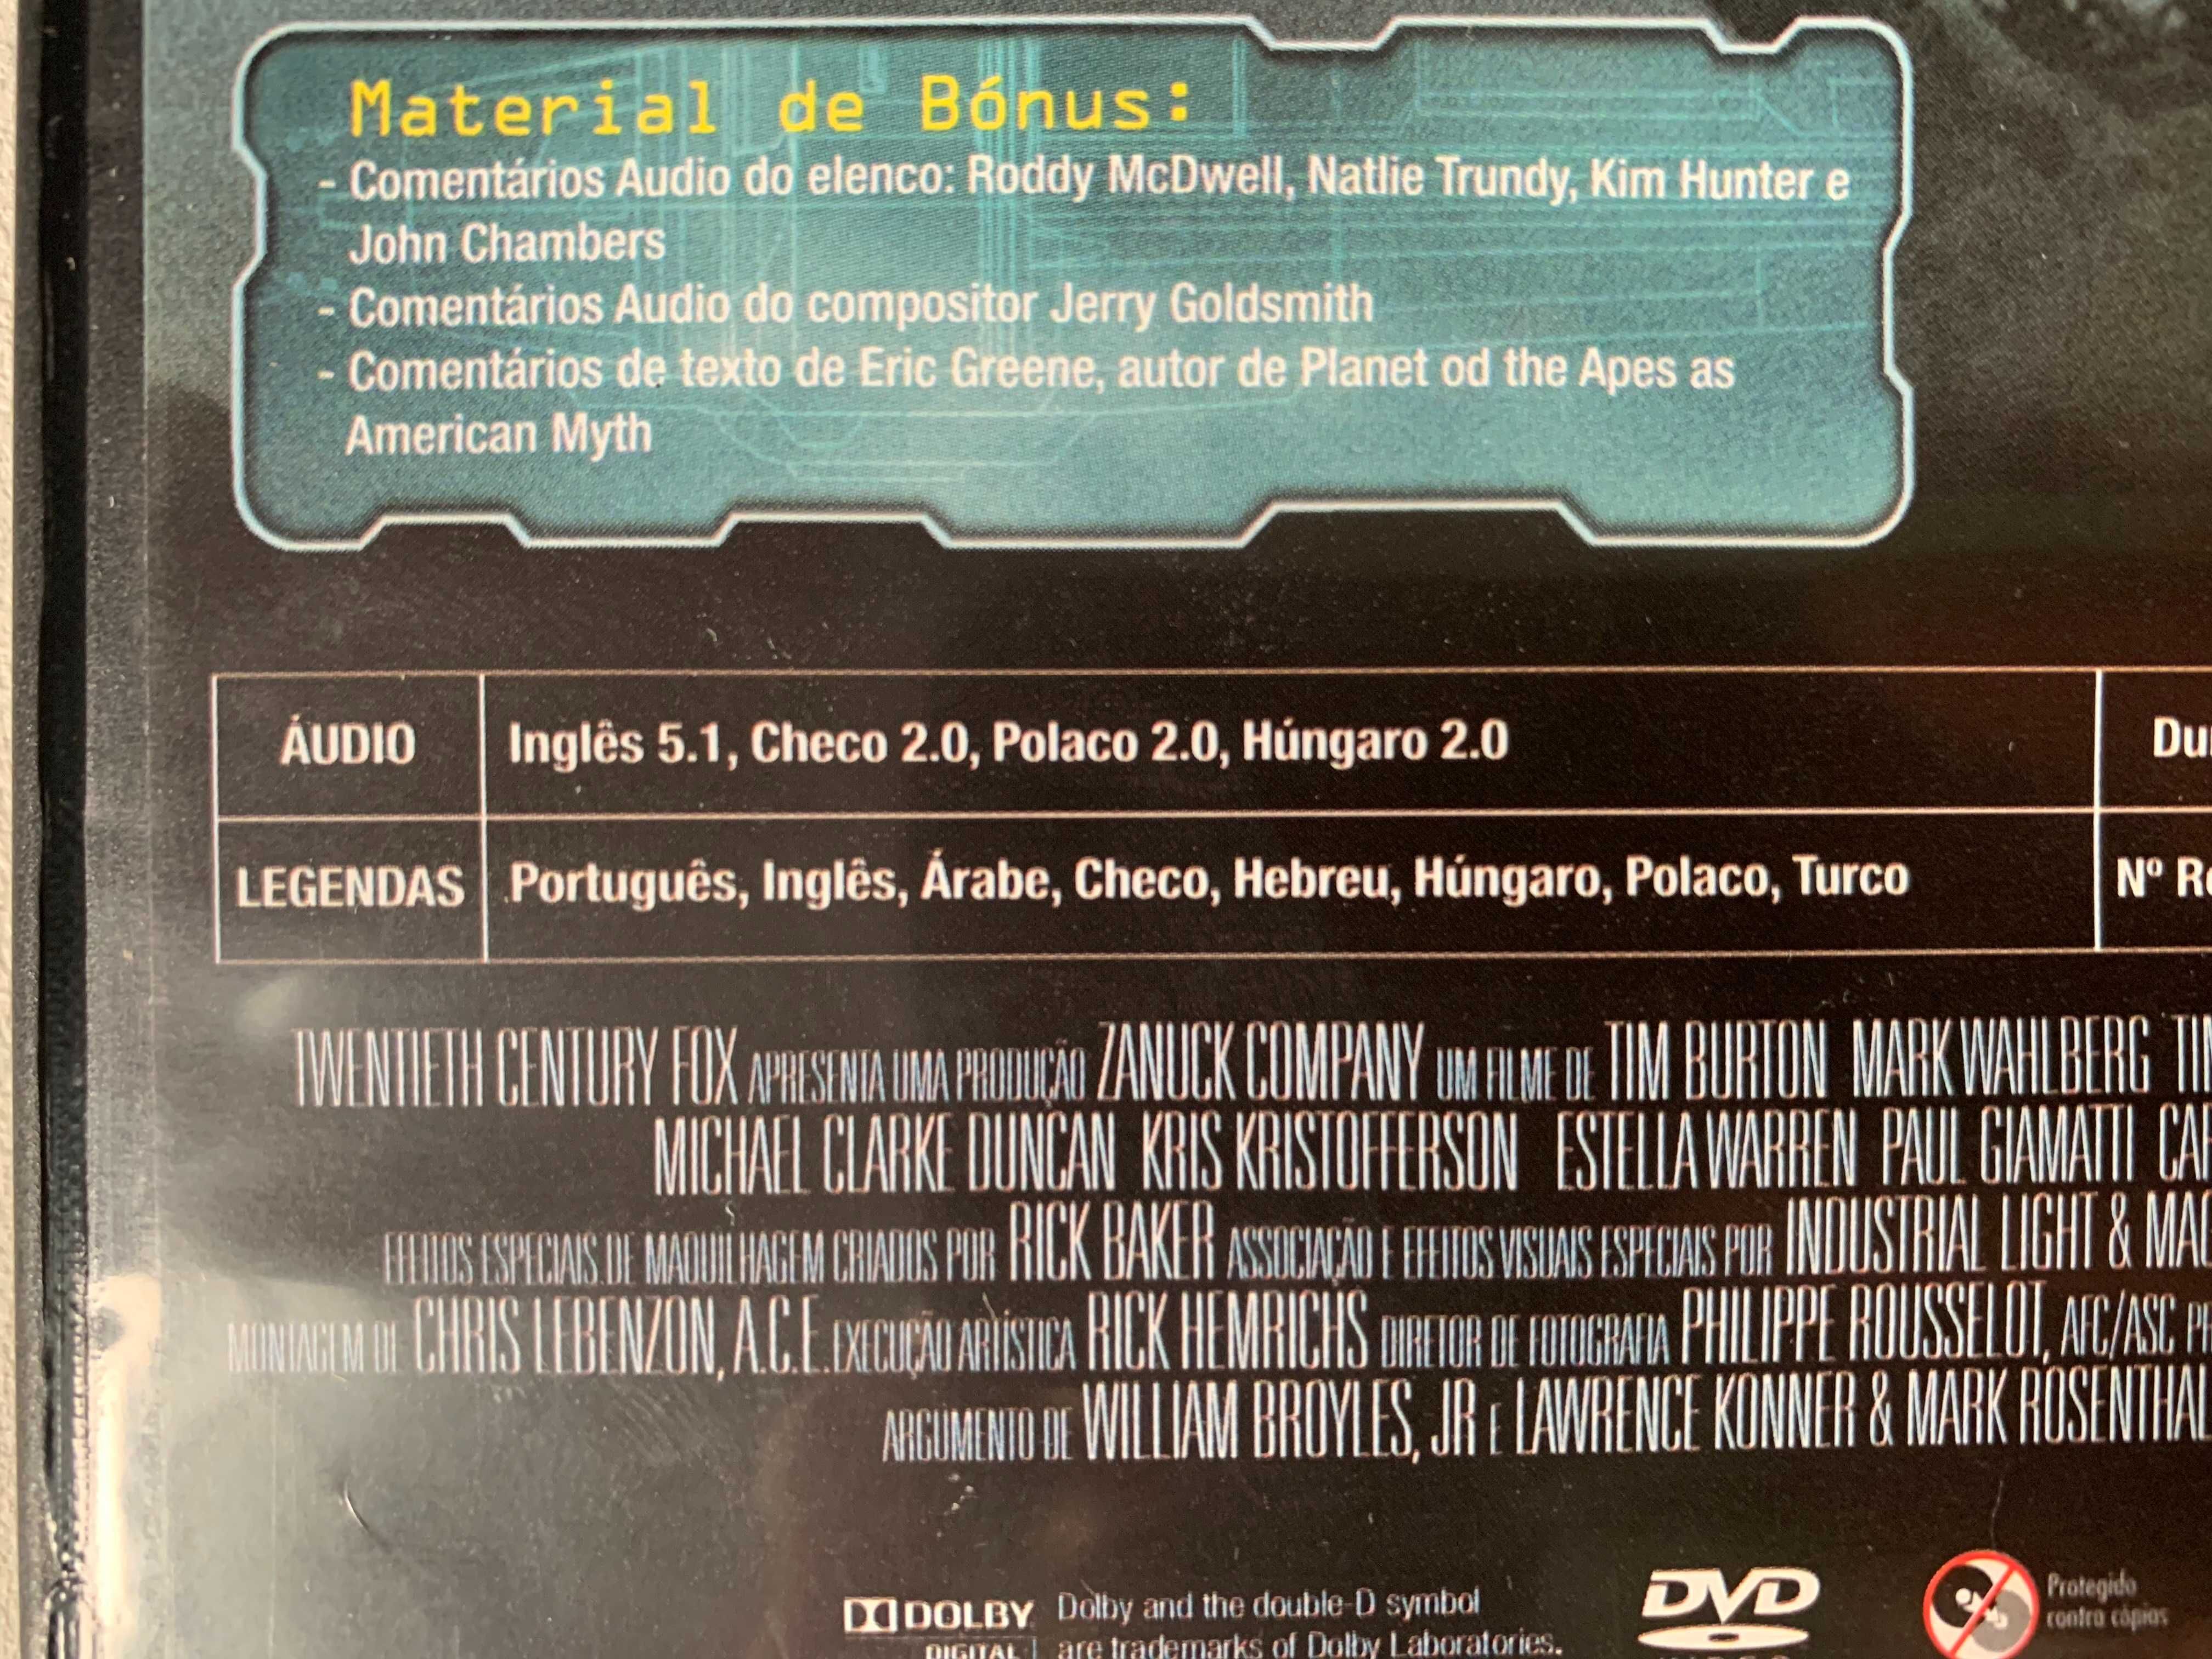 Material de Bónus:
- Comentários Audio do elenco: Roddy McDwell, Natlie Trundy, Kim Hunter e
John Chambers
- Comentários Audio do compositor Jerry Goldsmith
- Comentários de texto de Eric Greene, autor de Planet od the Apes as
American Myth
ÁUDIO Inglês 5.1, Checo 2.0, Polaco 2.0, Húngaro 2.0 Du
LEGENDAS Português, Inglês, Árabe, Checo, Hebreu, Húngaro, Polaco, Turco Nº R
TWENTIETH CENTURY FOX APRESENTA UMA PRODUÇÃO ZANUCK COMPANY UM FILME DE TIM BURTON MARK WAHLBERG
MICHAEL CLARKE DUNCAN KRIS KRISTOFFERSON ESTELLA WARREN PAUL GIAMATTI
EFEITOS ESPECIAIS DE MAQUILHAGEM CRIADOS POR RICK BAKER ASSOCIAÇÃO E EFEITOS VISUAIS ESPECIAIS POR INDUSTRIAL LIGHT &
MONTAGEM DE CHRIS LEBENZON, A.C.E. EXECUÇÃO ARTÍSTICA RICK HEMRICHS DIRETOR DE FOTOGRAFIA PHILIPPE ROUSSELOT, AFC/ASC
ARGUMENTO DE WILLIAM BROYLES, JR E LAWRENCE KONNER & MARK ROSENTHAL
DOLBY
DIGITAL
Dolby and the double-D symbol
are trademarks of Dolby Laboratories.
DVD
Protegido
contra cópias